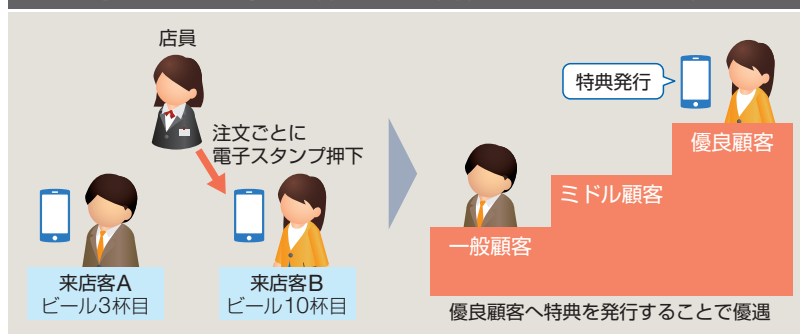 店員
注文ごとに
電子スタンプ押下
来店客A
ビール3杯目
来店客B
ビール10杯目
特典発行
優良顧客
ミドル顧客
一般顧客
優良顧客へ特典を発行することで優遇